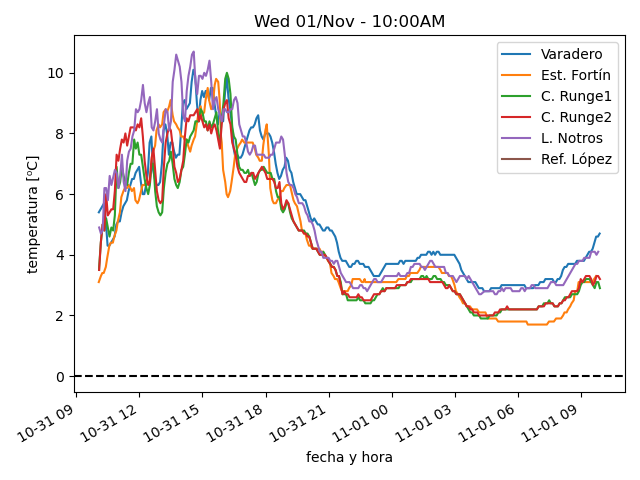 Wed 01/Nov - 10:00AM
Varadero
Est. Fortín
C. Runge1
C. Runge2
L. Notros
Ref. López
temperatura [°C]
10
8
6
4
2
0
10-31 09
10-31 12
10-31 15
10-31 18
10-31 21
11-01 00
11-01 03
11-01 06
11-01 09
fecha y hora